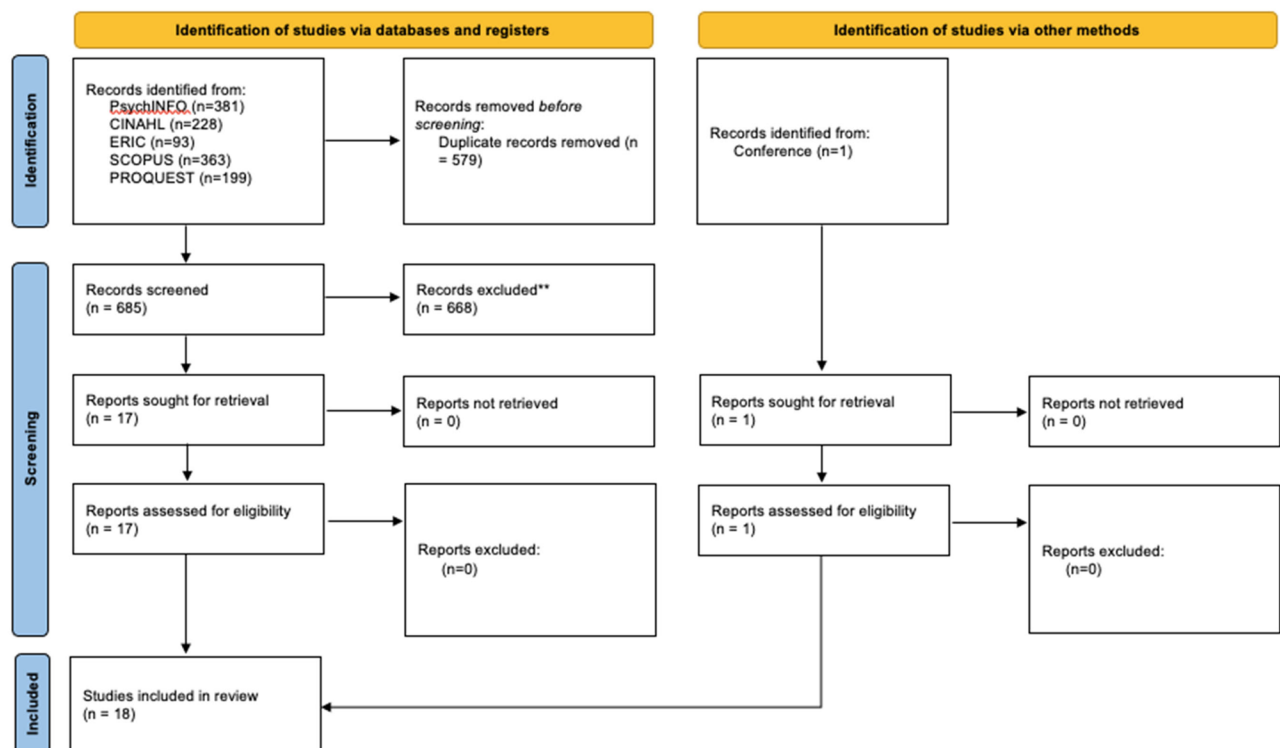 Identification of studies via databases and registers
Identification of studies via other methods
Identification
Records identified from:
PsychINFO (n=381)
CINAHL (n=228)
ERIC (n=93)
SCOPUS (n=363)
PROQUEST (n=199)
Records removed before
screening:
Duplicate records removed (n
= 579)
Records identified from:
Conference (n=1)
Screening
Records screened
(n = 685)
Records excluded**
(n = 668)
Reports sought for retrieval
(n = 17)
Reports not retrieved
(n = 0)
Reports sought for retrieval
(n = 1)
Reports not retrieved
(n = 0)
Reports assessed for eligibility
(n = 17)
Reports excluded:
(n=0)
Reports assessed for eligibility
(n = 1)
Reports excluded:
(n=0)
Included
Studies included in review
(n = 18)